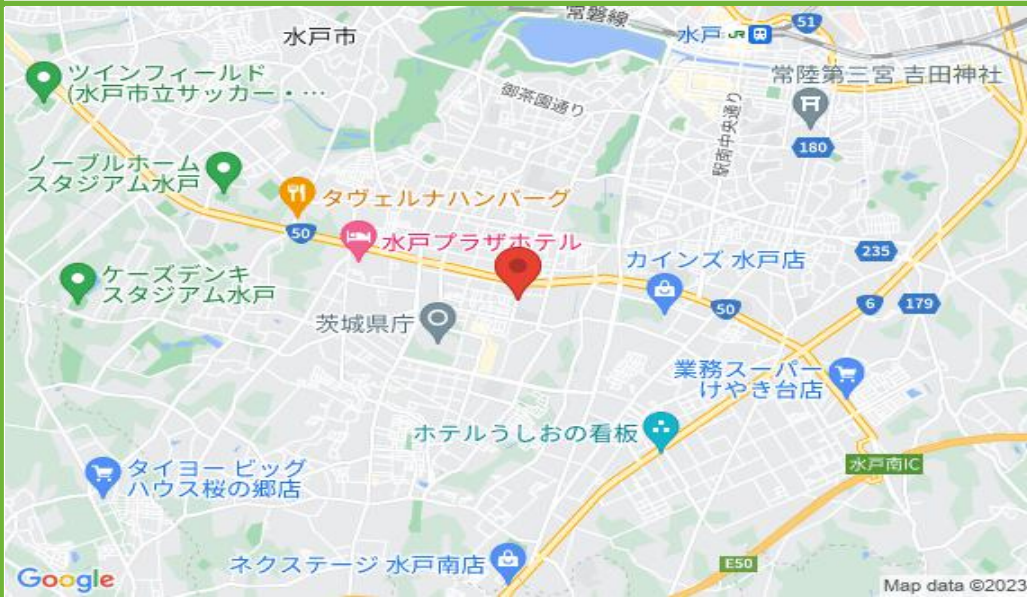 常磐線
51
水戸市
水戸 JR
ツインフィールド
(水戸市立サッカー・…
常陸第三宮 吉田神社
御茶園通り
駅南中央通り
180
ノーブルホーム
スタジアム水戸
タヴェルナハンバーグ
50
水戸プラザホテル
235
カインズ 水戸店
ケーズデンキ
スタジアム水戸
50
6
179
茨城県庁
業務スーパー
けやき台店
ホテルうしおの看板
水戸南IC
タイヨー ビッグ
ハウス桜の郷店
ネクステージ 水戸南店
E50
Google
Map data ©2023